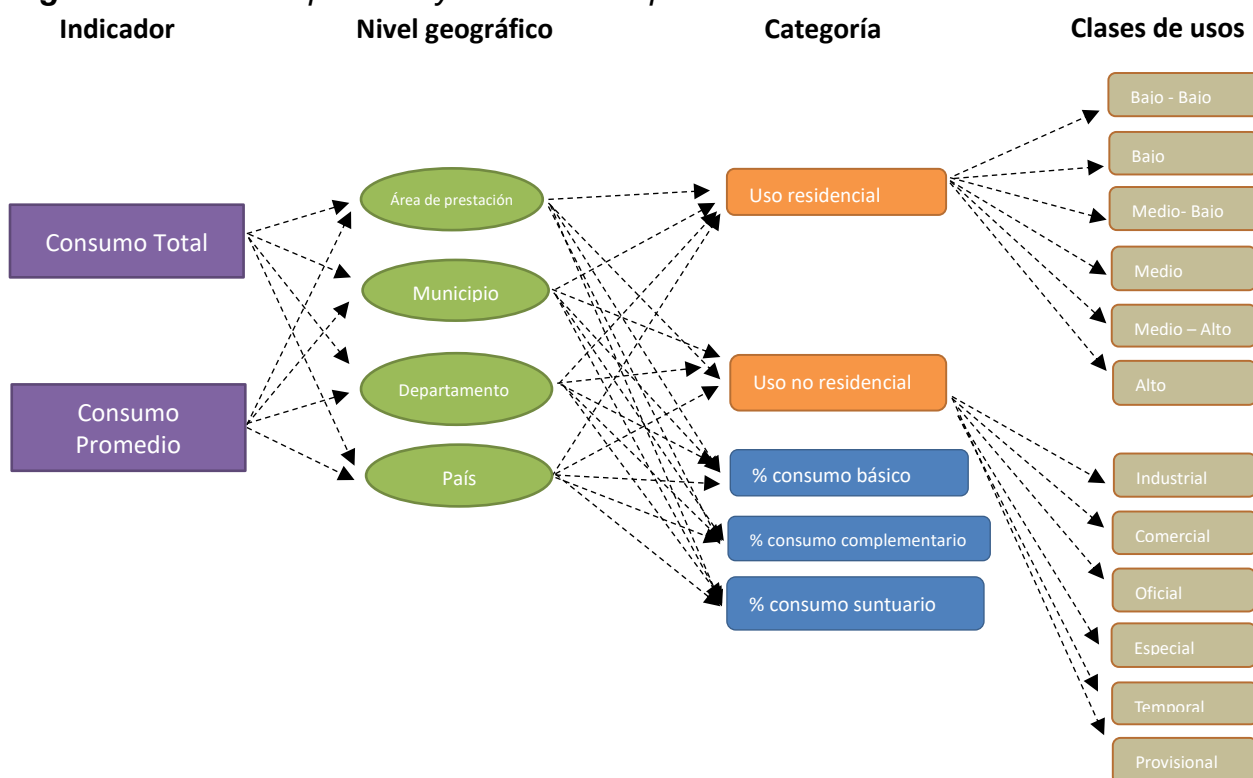 Indicador
Nivel geográfico
Categoría
Clases de usos
Consumo Total
Consumo
Promedio
Área de prestación
Municipio
Departamento
País
Uso residencial
Uso no residencial
% consumo básico
% consumo complementario
% consumo suntuario
Bajo - Bajo
Bajo
Medio- Bajo
Medio
Medio – Alto
Alto
Industrial
Comercial
Oficial
Especial
Temporal
Provisional